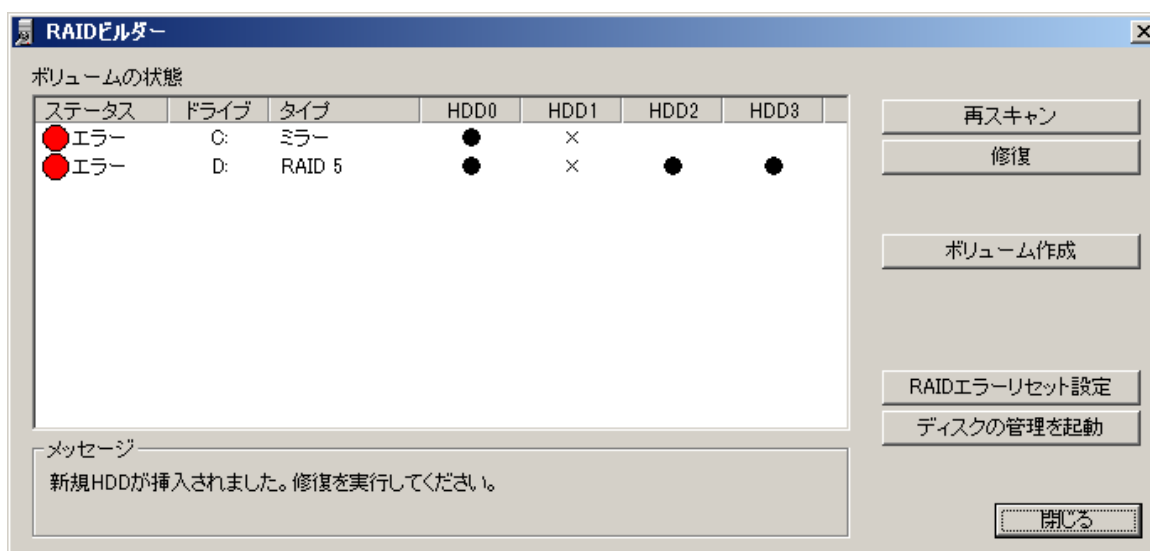 RAIDビルダー
ボリュームの状態
ステータス ドライブ タイプ HDD0 HDD1 HDD2 HDD3
エラー C: ミラー ● ×
エラー D: RAID 5 ● × ● ●
再スキャン
修復
ボリューム作成
RAIDエラーリセット設定
ディスクの管理を起動
メッセージ
新規HDDが挿入されました。修復を実行してください。
閉じる